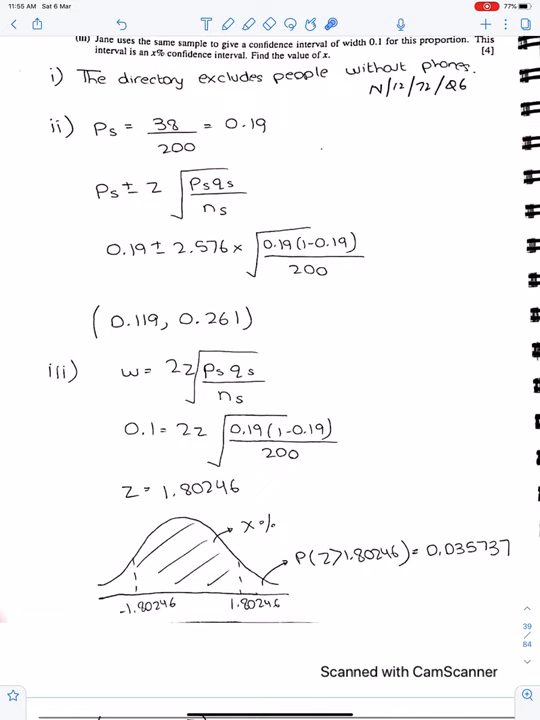 11:55 AM Sat 6 Mar
77%
(iii) Jane uses the same sample to give a confidence interval of width 0.1 for this proportion. This
interval is an x% confidence interval. Find the value of x. [4]
i) The directory excludes people without phones.
N/12/72/Q6
ii) Ps = 38/200 = 0.19
Ps ± z √(Psqs/ns)
0.19 ± 2.576 × √(0.19(1-0.19)/200)
(0.119, 0.261)
iii) w = 2z √(Psqs/ns)
0.1 = 2z √(0.19(1-0.19)/200)
z = 1.80246
x%
P(Z>1.80246) = 0.035737
-1.80246 1.80246
39
/
84
Scanned with CamScanner